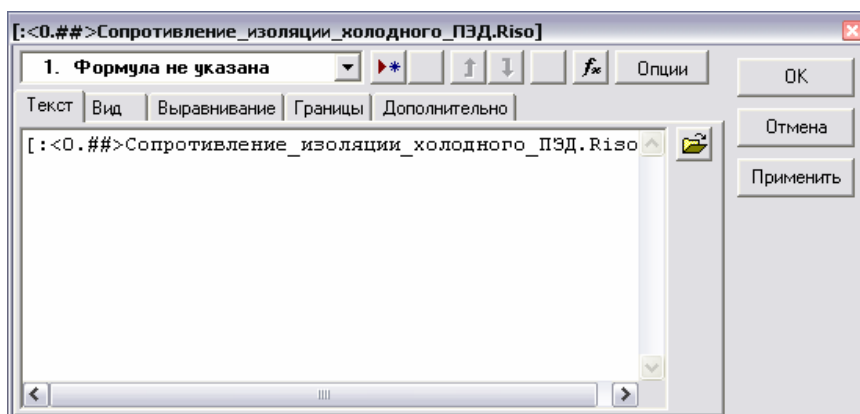 [:<0.##>Сопротивление_изоляции_холодного_ПЭД.Riso]
1. Формула не указана
Опции
OK
Текст Вид Выравнивание Границы Дополнительно
Отмена
[:<0.##>Сопротивление_изоляции_холодного_ПЭД.Riso
Применить